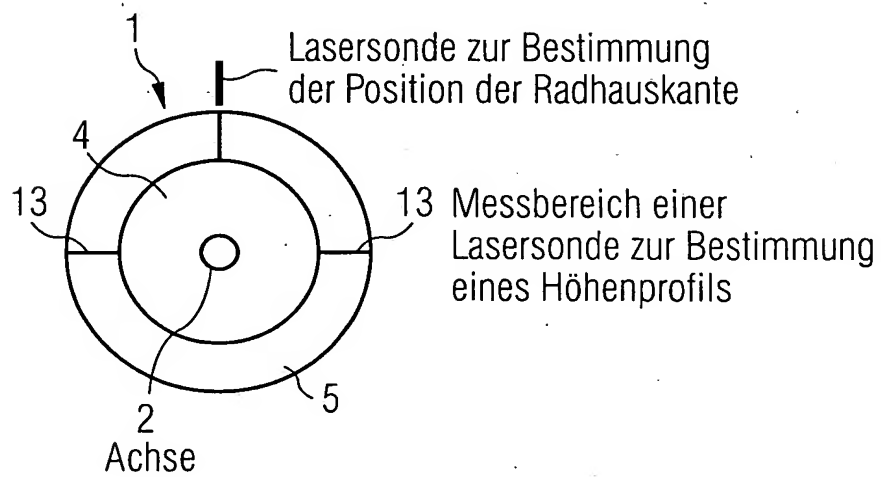 1
Lasersonde zur Bestimmung
der Position der Radhauskante
4
13
13
Messbereich einer
Lasersonde zur Bestimmung
eines Höhenprofils
5
2
Achse